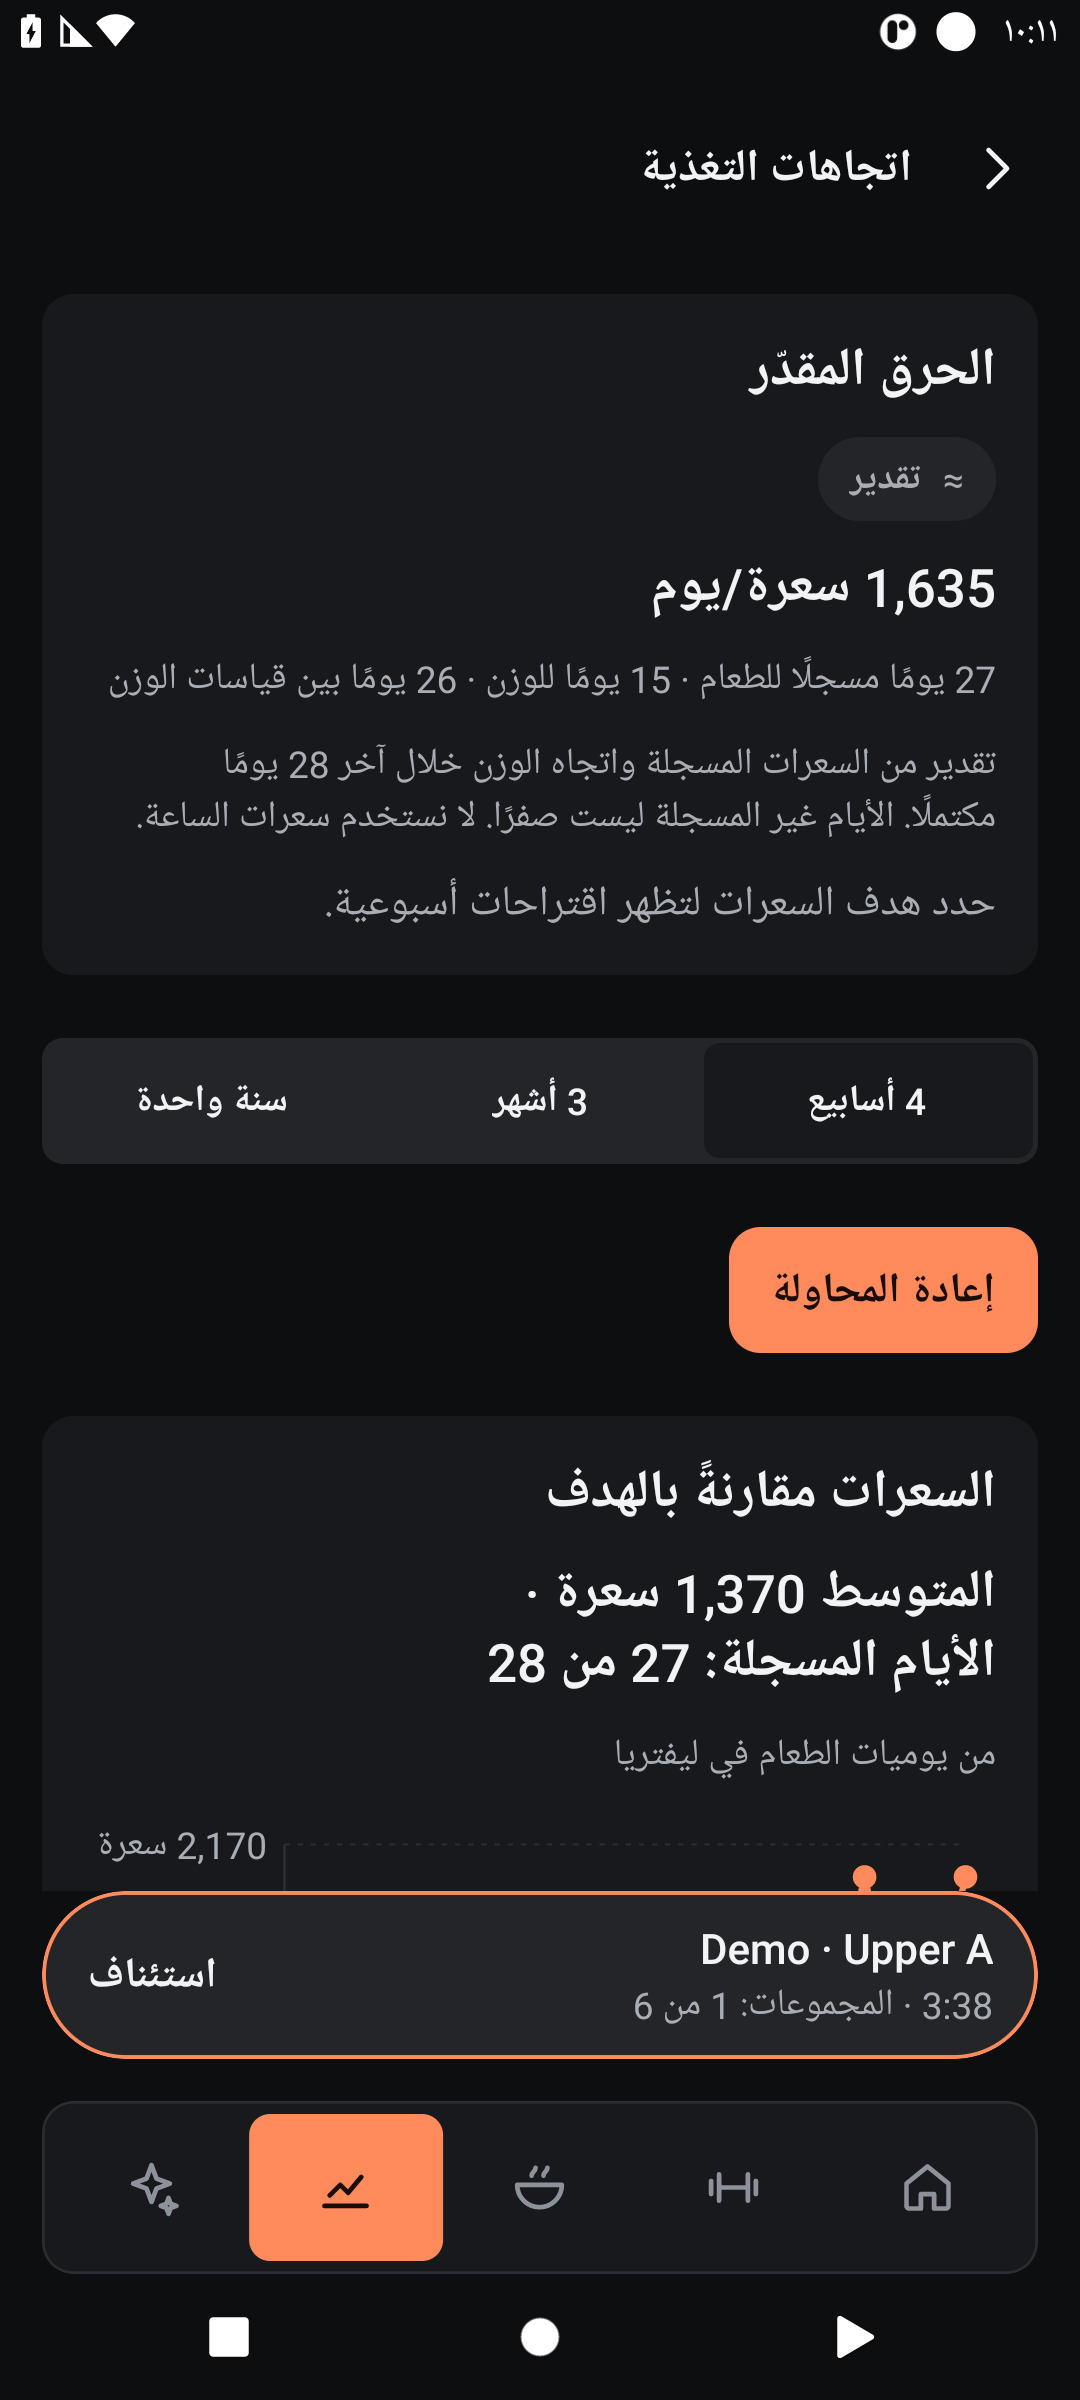 ١٠:١١
اتجاهات التغذية
الحرق المقدّر
≈ تقدير
1,635 سعرة/يوم
27 يومًا مسجلًا للطعام · 15 يومًا للوزن · 26 يومًا بين قياسات الوزن
تقدير من السعرات المسجلة واتجاه الوزن خلال آخر 28 يومًا
مكتملًا. الأيام غير المسجلة ليست صفرًا. لا نستخدم سعرات الساعة.
حدد هدف السعرات لتظهر اقتراحات أسبوعية.
4 أسابيع
3 أشهر
سنة واحدة
إعادة المحاولة
السعرات مقارنةً بالهدف
المتوسط 1,370 سعرة ·
الأيام المسجلة: 27 من 28
من يوميات الطعام في ليفتريا
2,170 سعرة
Demo · Upper A
3:38 · المجموعات: 1 من 6
استئناف